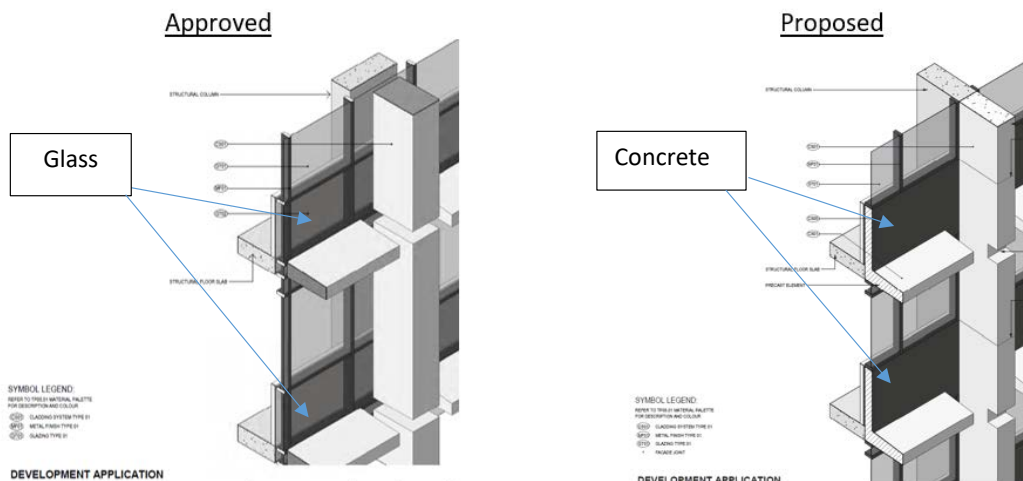 Approved
Proposed
STRUCTURAL COLUMN
Glass
STRUCTURAL FLOOR SLAB
SYMBOL LEGEND:
REFER TO TP05.01 MATERIAL PALETTE
FOR DESCRIPTION AND COLOUR
CLADDING SYSTEM TYPE 01
METAL FINISH TYPE 01
GLAZING TYPE 01
DEVELOPMENT APPLICATION
STRUCTURAL COLUMN
Concrete
STRUCTURAL FLOOR SLAB
PRECAST ELEMENT
SYMBOL LEGEND:
REFER TO TP05.01 MATERIAL PALETTE
FOR DESCRIPTION AND COLOUR
CLADDING SYSTEM TYPE 01
METAL FINISH TYPE 01
GLAZING TYPE 01
FACADE JOINT
DEVELOPMENT APPLICATION